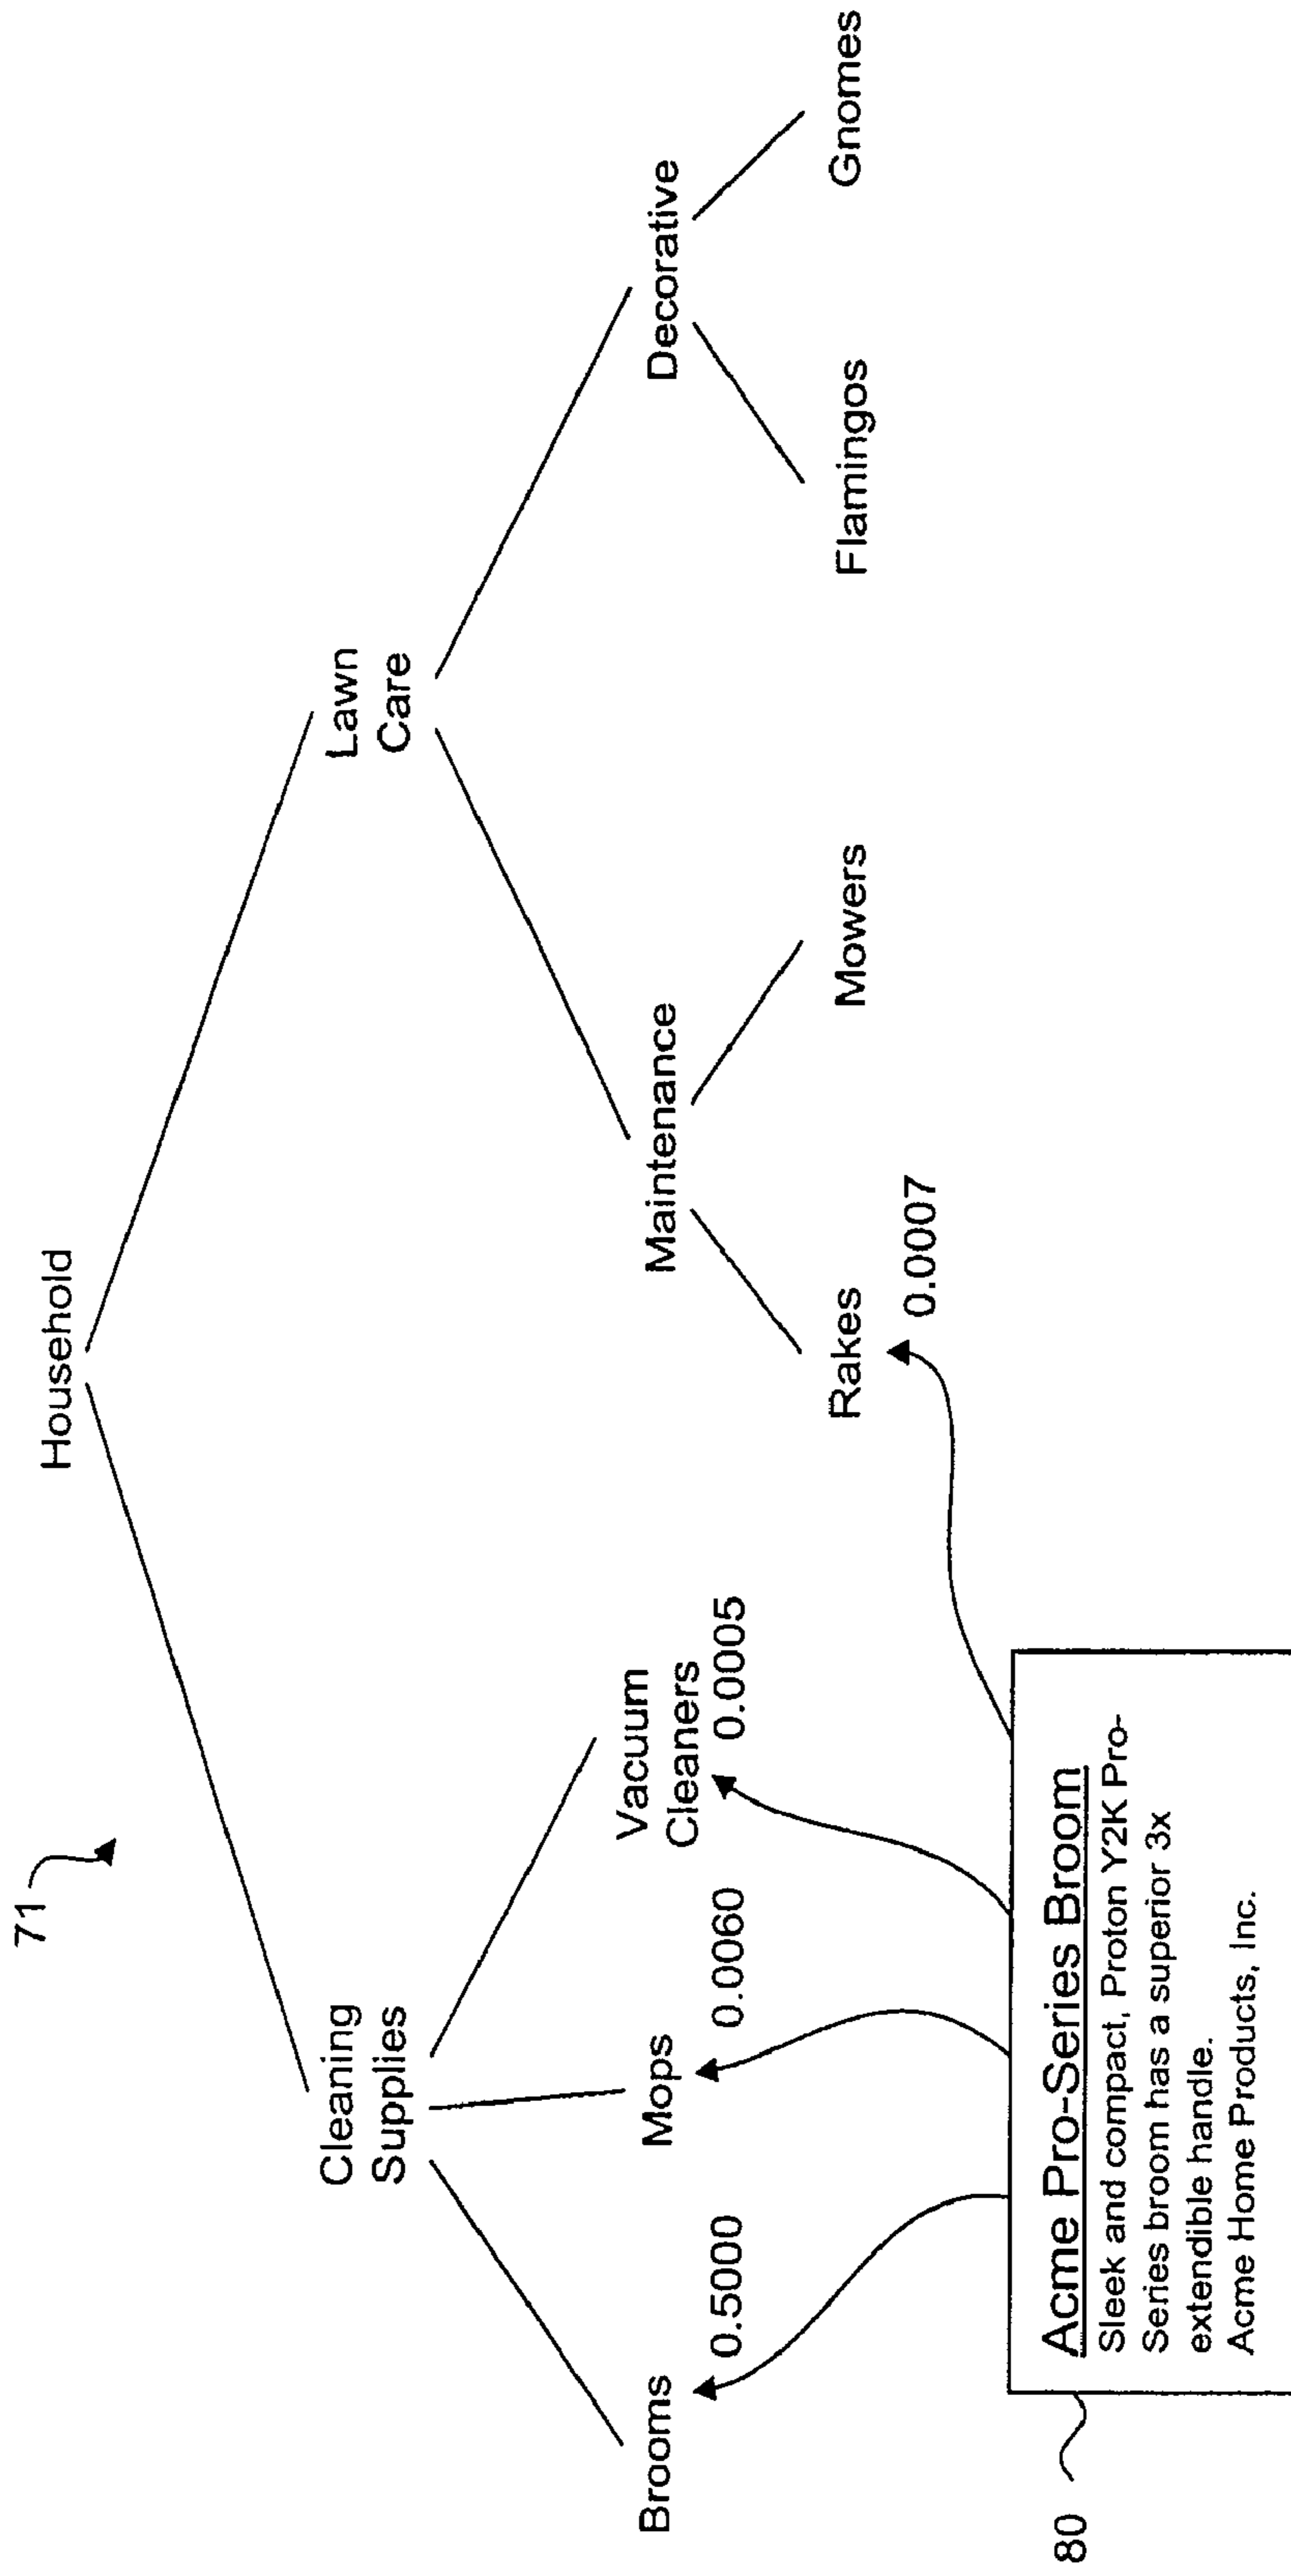 71
Household
Cleaning
Supplies
Lawn
Care
Brooms
Mops
Vacuum
Cleaners
Maintenance
Decorative
0.5000
0.0060
0.0005
Rakes
Mowers
Flamingos
Gnomes
0.0007
80
Acme Pro-Series Broom
Sleek and compact, Proton Y2K Pro-
Series broom has a superior 3x
extendible handle.
Acme Home Products, Inc.